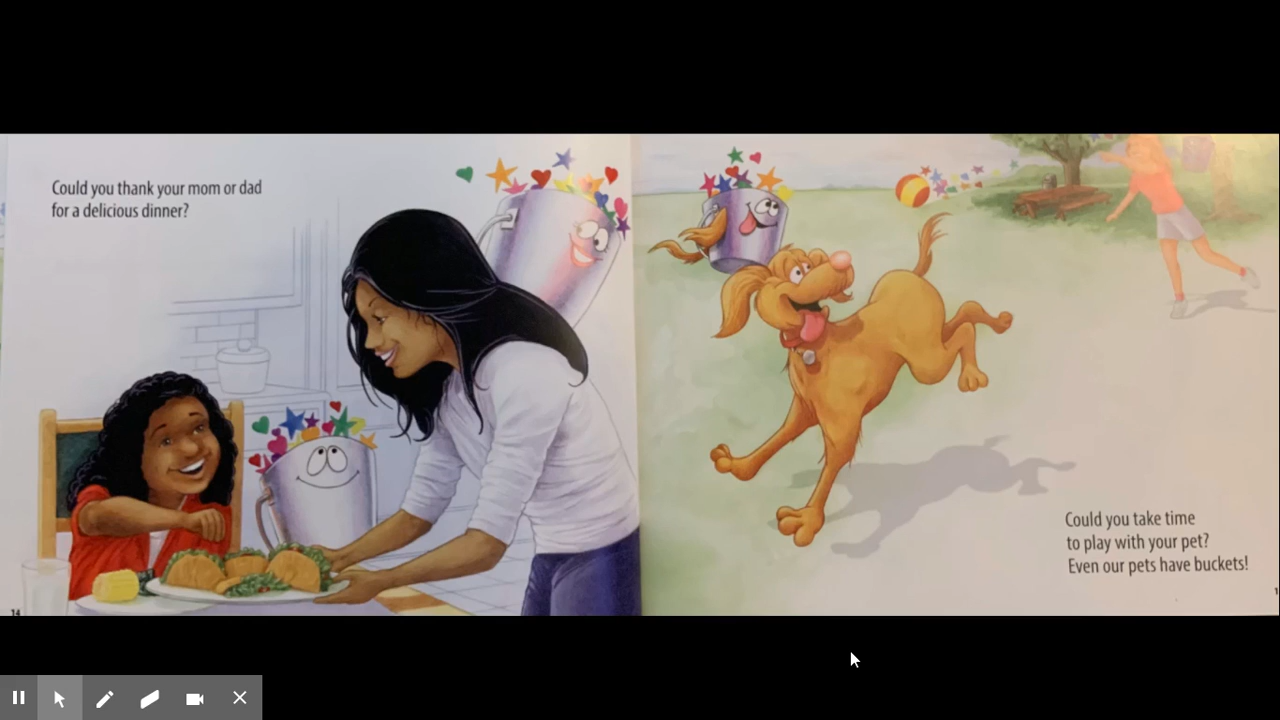 Could you thank your mom or dad
for a delicious dinner?
14
Could you take time
to play with your pet?
Even our pets have buckets!